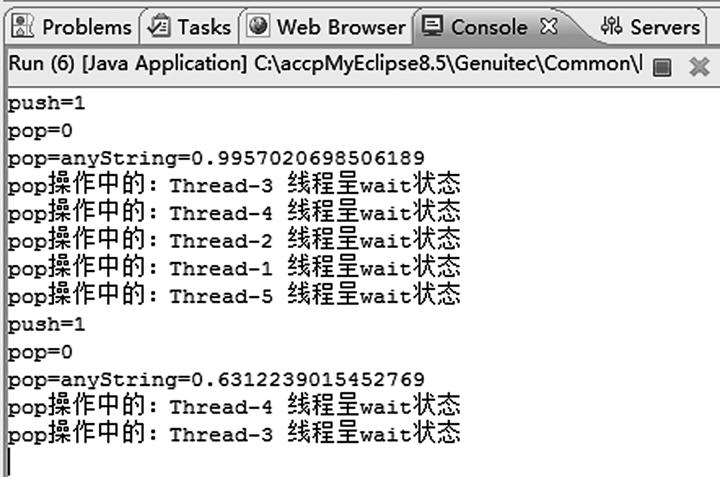 Problems Tasks Web Browser Console Servers
Run (6) [Java Application] C:\accpMyEclipse8.5\Genuitec\Common\
push=1
pop=0
pop=anyString=0.9957020698506189
pop操作中的：Thread-3 线程呈wait状态
pop操作中的：Thread-4 线程呈wait状态
pop操作中的：Thread-2 线程呈wait状态
pop操作中的：Thread-1 线程呈wait状态
pop操作中的：Thread-5 线程呈wait状态
push=1
pop=0
pop=anyString=0.6312239015452769
pop操作中的：Thread-4 线程呈wait状态
pop操作中的：Thread-3 线程呈wait状态